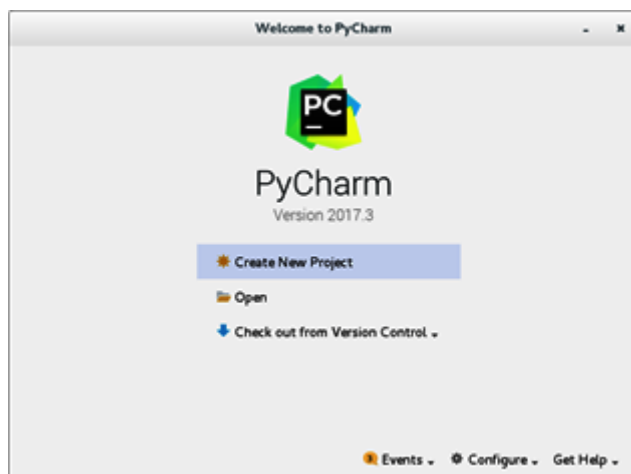 Welcome to PyCharm
PC
PyCharm
Version 2017.3
Create New Project
Open
Check out from Version Control
Events Configure Get Help